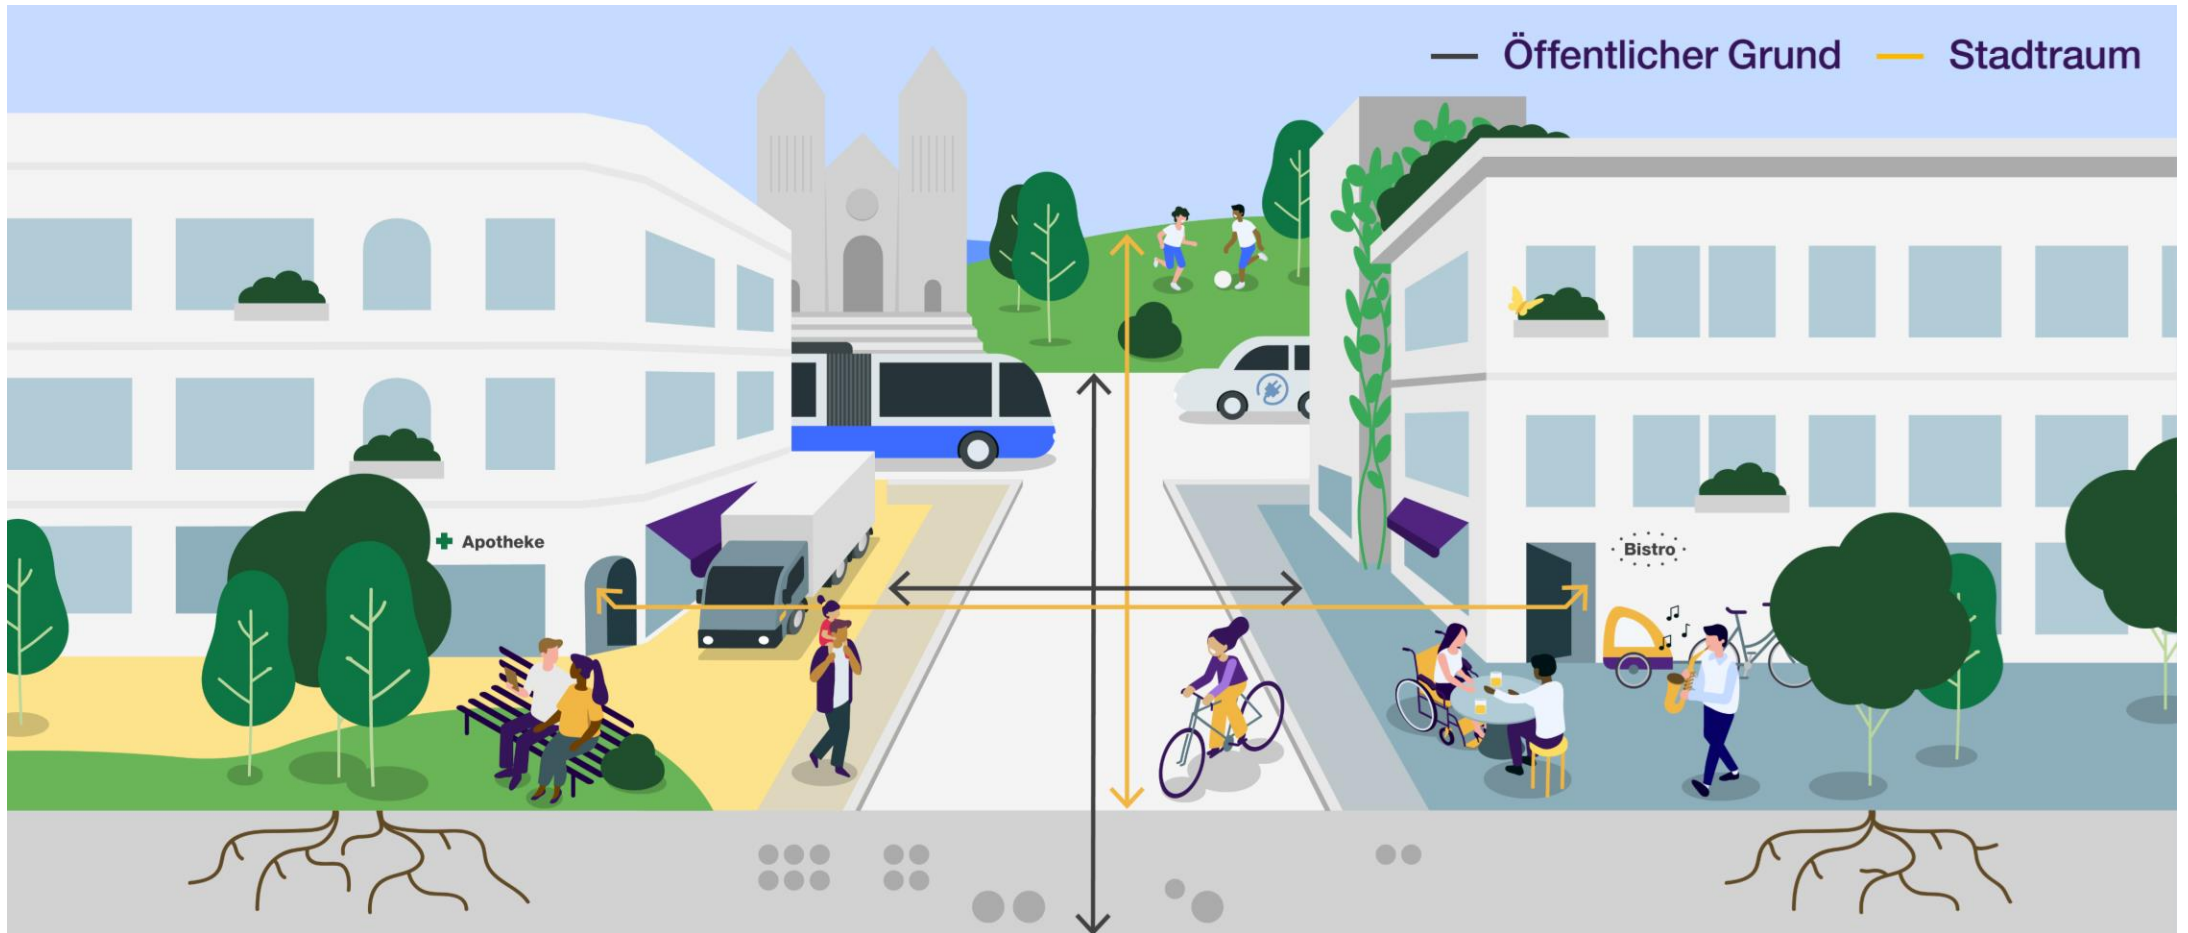 Öffentlicher Grund
Stadtraum
Apotheke
Bistro